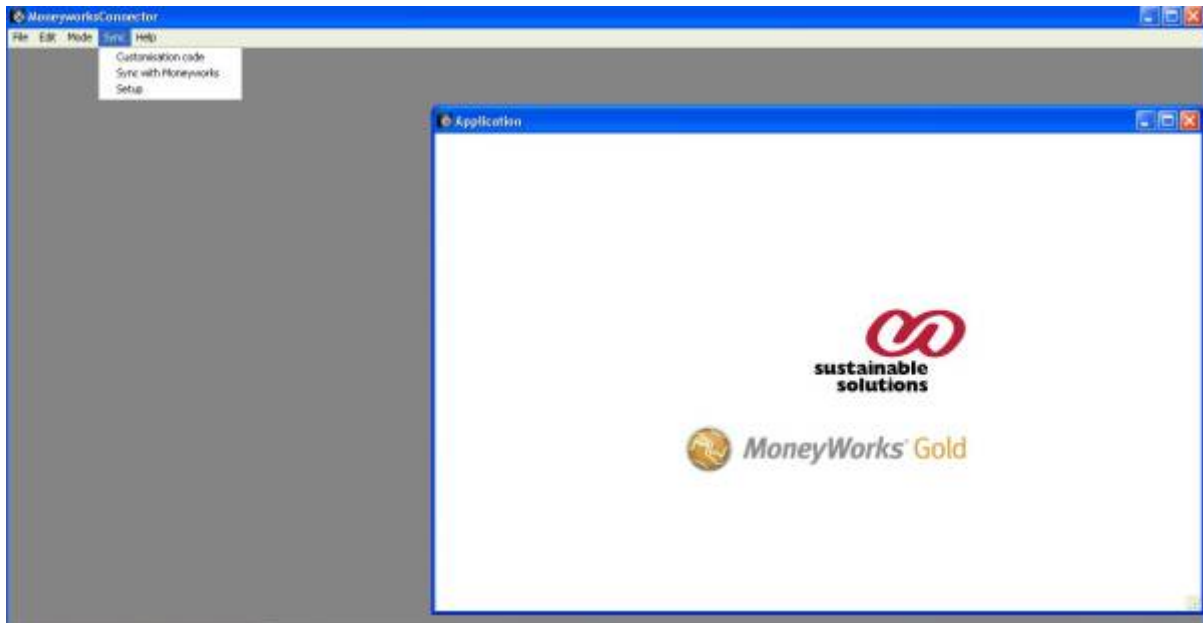 MoneyworksConnector
File Edit Mode Sync Help
Customisation code
Sync with Moneyworks
Setup
Application
sustainable
solutions
MoneyWorks Gold